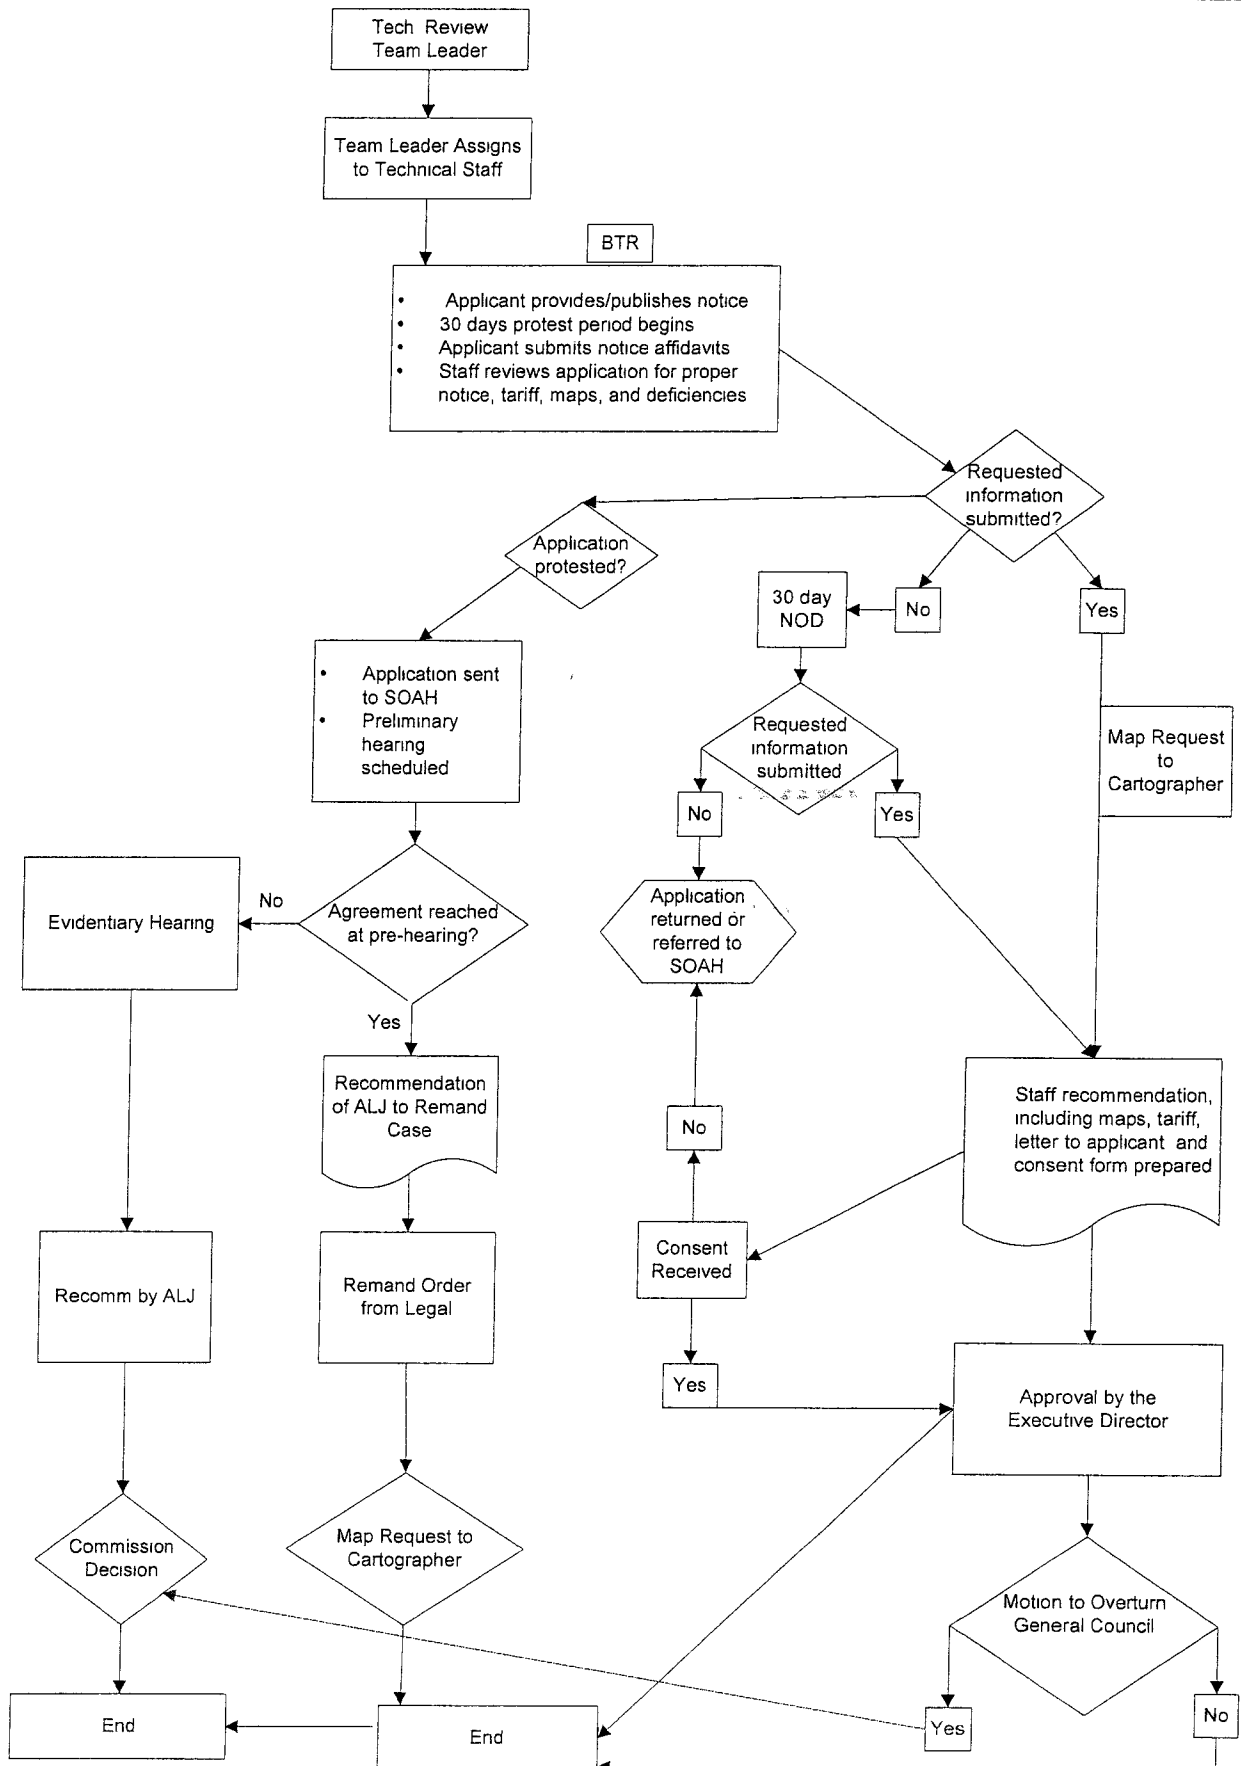 Tech Review
Team Leader
Team Leader Assigns
to Technical Staff
BTR
• Applicant provides/publishes notice
• 30 days protest period begins
• Applicant submits notice affidavits
• Staff reviews application for proper
notice, tariff, maps, and deficiencies
Requested
information
submitted?
Application
protested?
30 day
NOD
No
Yes
• Application sent
to SOAH
• Preliminary
hearing
scheduled
Requested
information
submitted
Map Request
to
Cartographer
No
Yes
Evidentiary Hearing
No
Agreement reached
at pre-hearing?
Application
returned or
referred to
SOAH
Yes
Recommendation
of ALJ to Remand
Case
No
Staff recommendation,
including maps, tariff,
letter to applicant and
consent form prepared
Consent
Received
Recomm by ALJ
Remand Order
from Legal
Yes
Approval by the
Executive Director
Commission
Decision
Map Request to
Cartographer
Motion to Overturn
General Council
End
End
Yes
No